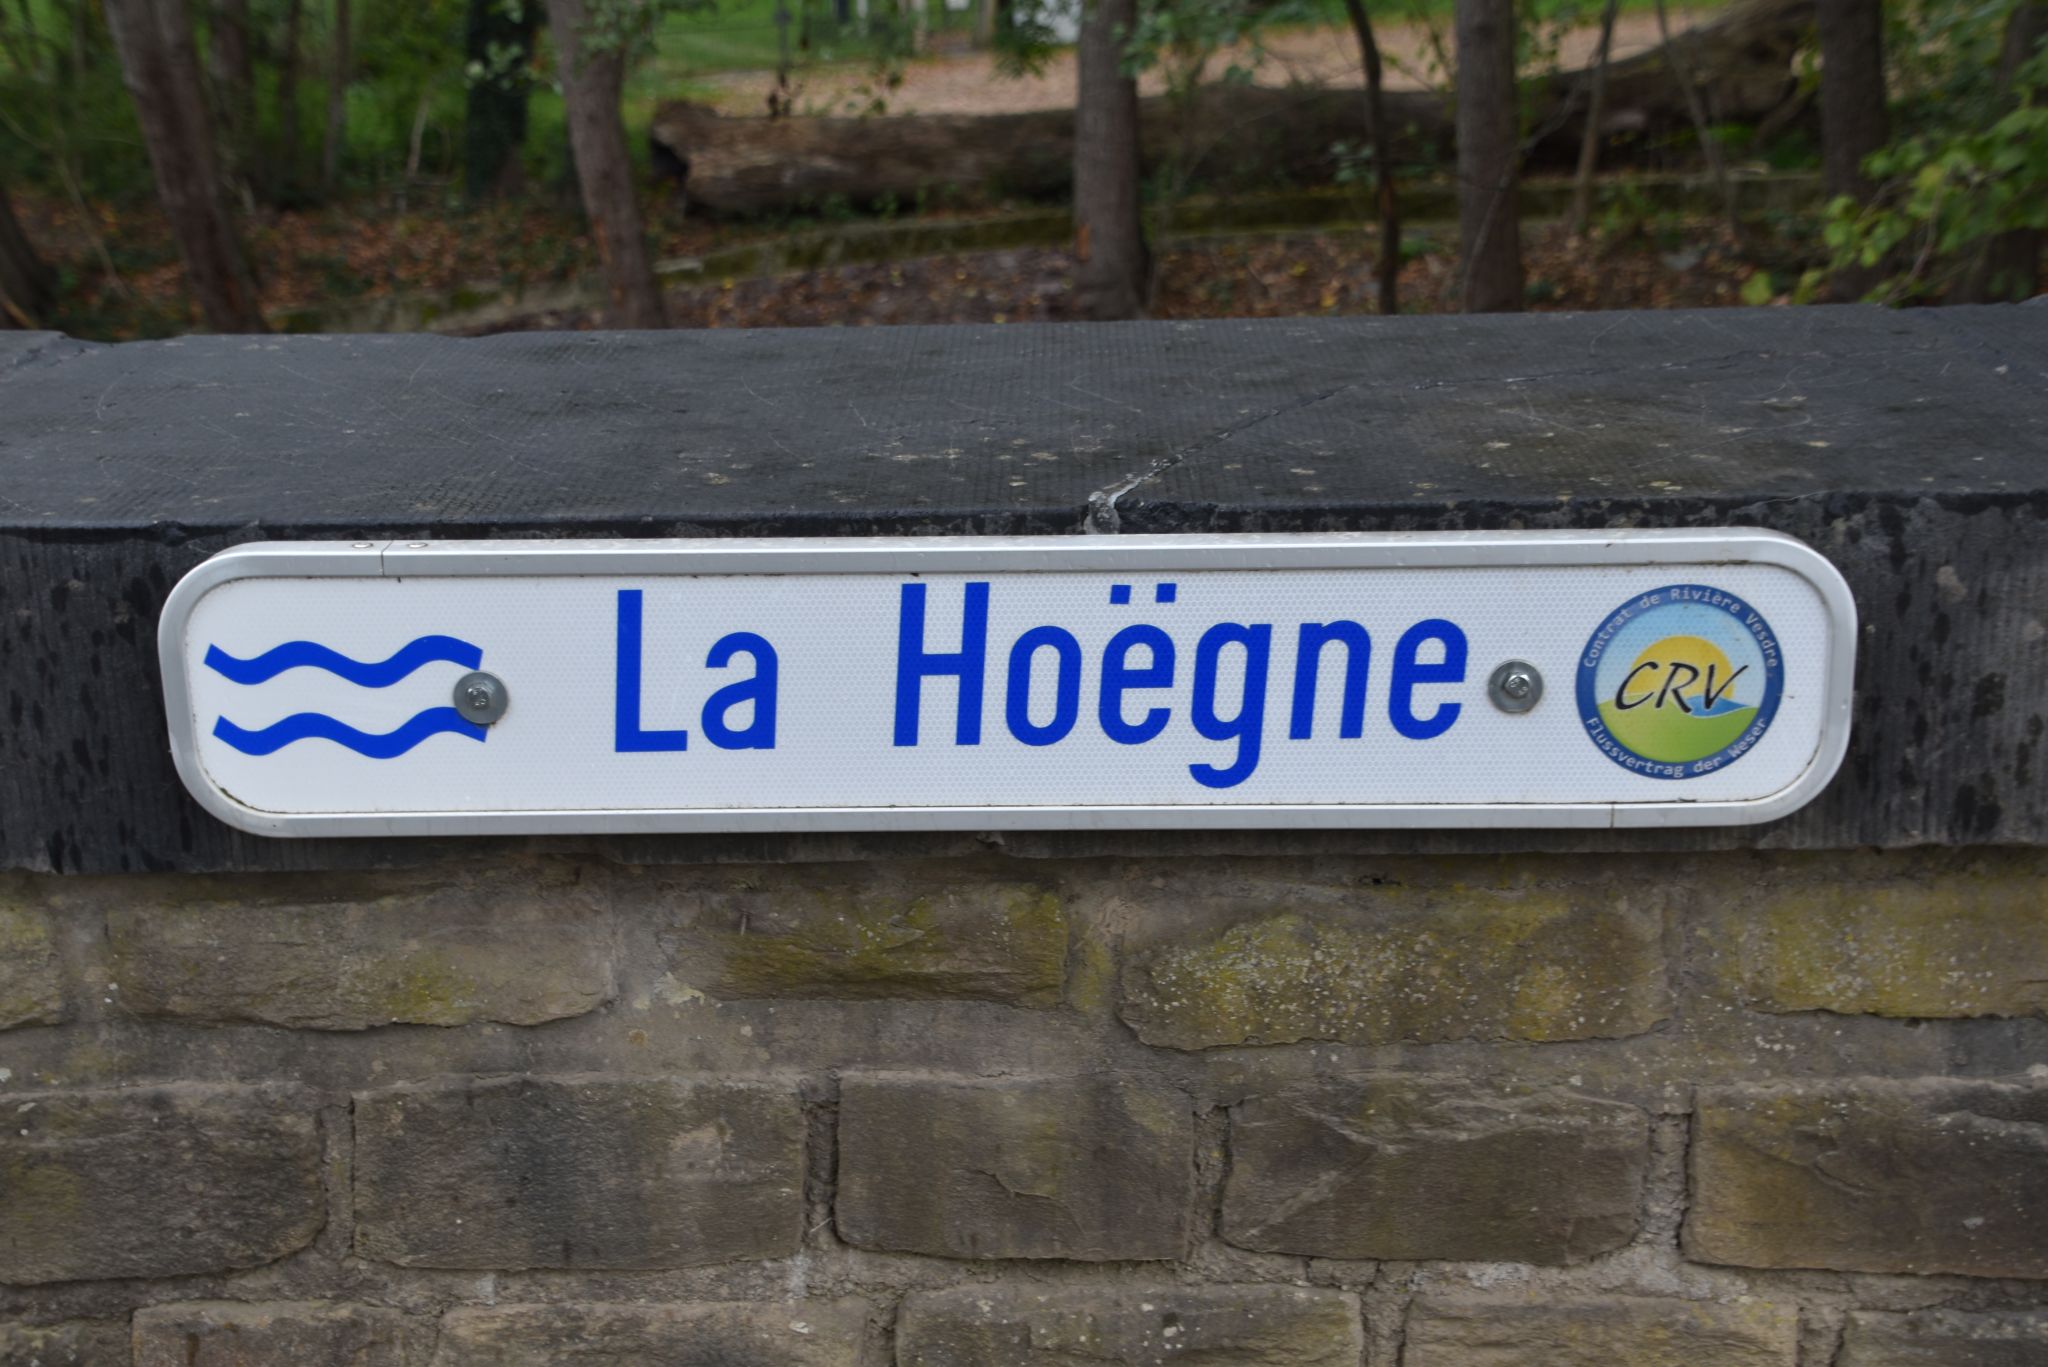 La Hoëgne
Contrat de Rivière Vesdre
CRV
Flussvertrag der Weser